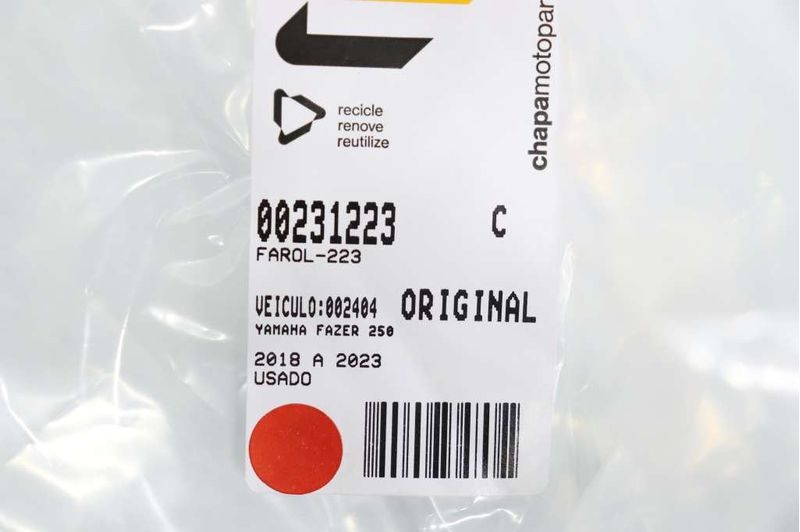 recicle
renove
reutilize
chapamotopar
00231223 C
FAROL-223
VEICULO:002404 ORIGINAL
YAMAHA FAZER 250
2018 A 2023
USADO